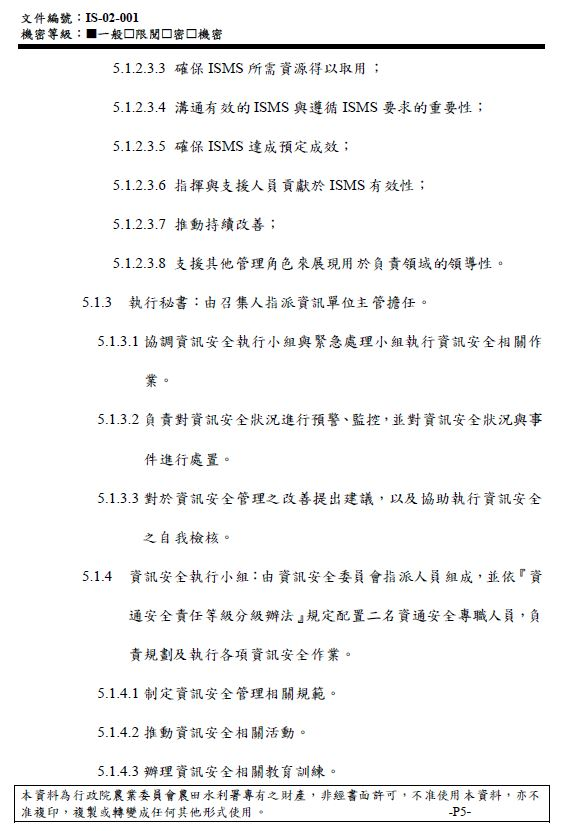 文件編號：IS-02-001
機密等級：■一般□限閱□密□機密
5.1.2.3.3 確保 ISMS 所需資源得以取用；
5.1.2.3.4 溝通有效的 ISMS 與遵循 ISMS 要求的重要性；
5.1.2.3.5 確保 ISMS 達成預定成效；
5.1.2.3.6 指揮與支援人員貢獻於 ISMS 有效性；
5.1.2.3.7 推動持續改善；
5.1.2.3.8 支援其他管理角色來展現用於負責領域的領導性。
5.1.3 執行秘書：由召集人指派資訊單位主管擔任。
5.1.3.1 協調資訊安全執行小組與緊急處理小組執行資訊安全相關作
業。
5.1.3.2 負責對資訊安全狀況進行預警、監控，並對資訊安全狀況與事
件進行處置。
5.1.3.3 對於資訊安全管理之改善提出建議，以及協助執行資訊安全
之自我檢核。
5.1.4 資訊安全執行小組：由資訊安全委員會指派人員組成，並依『資
通安全責任等級分級辦法』規定配置二名資通安全專職人員，負
責規劃及執行各項資訊安全作業。
5.1.4.1 制定資訊安全管理相關規範。
5.1.4.2 推動資訊安全相關活動。
5.1.4.3 辦理資訊安全相關教育訓練。
本資料為行政院農業委員會農田水利署專有之財產，非經書面許可，不准使用本資料，亦不
准複印，複製或轉變成任何其他形式使用。 -P5-